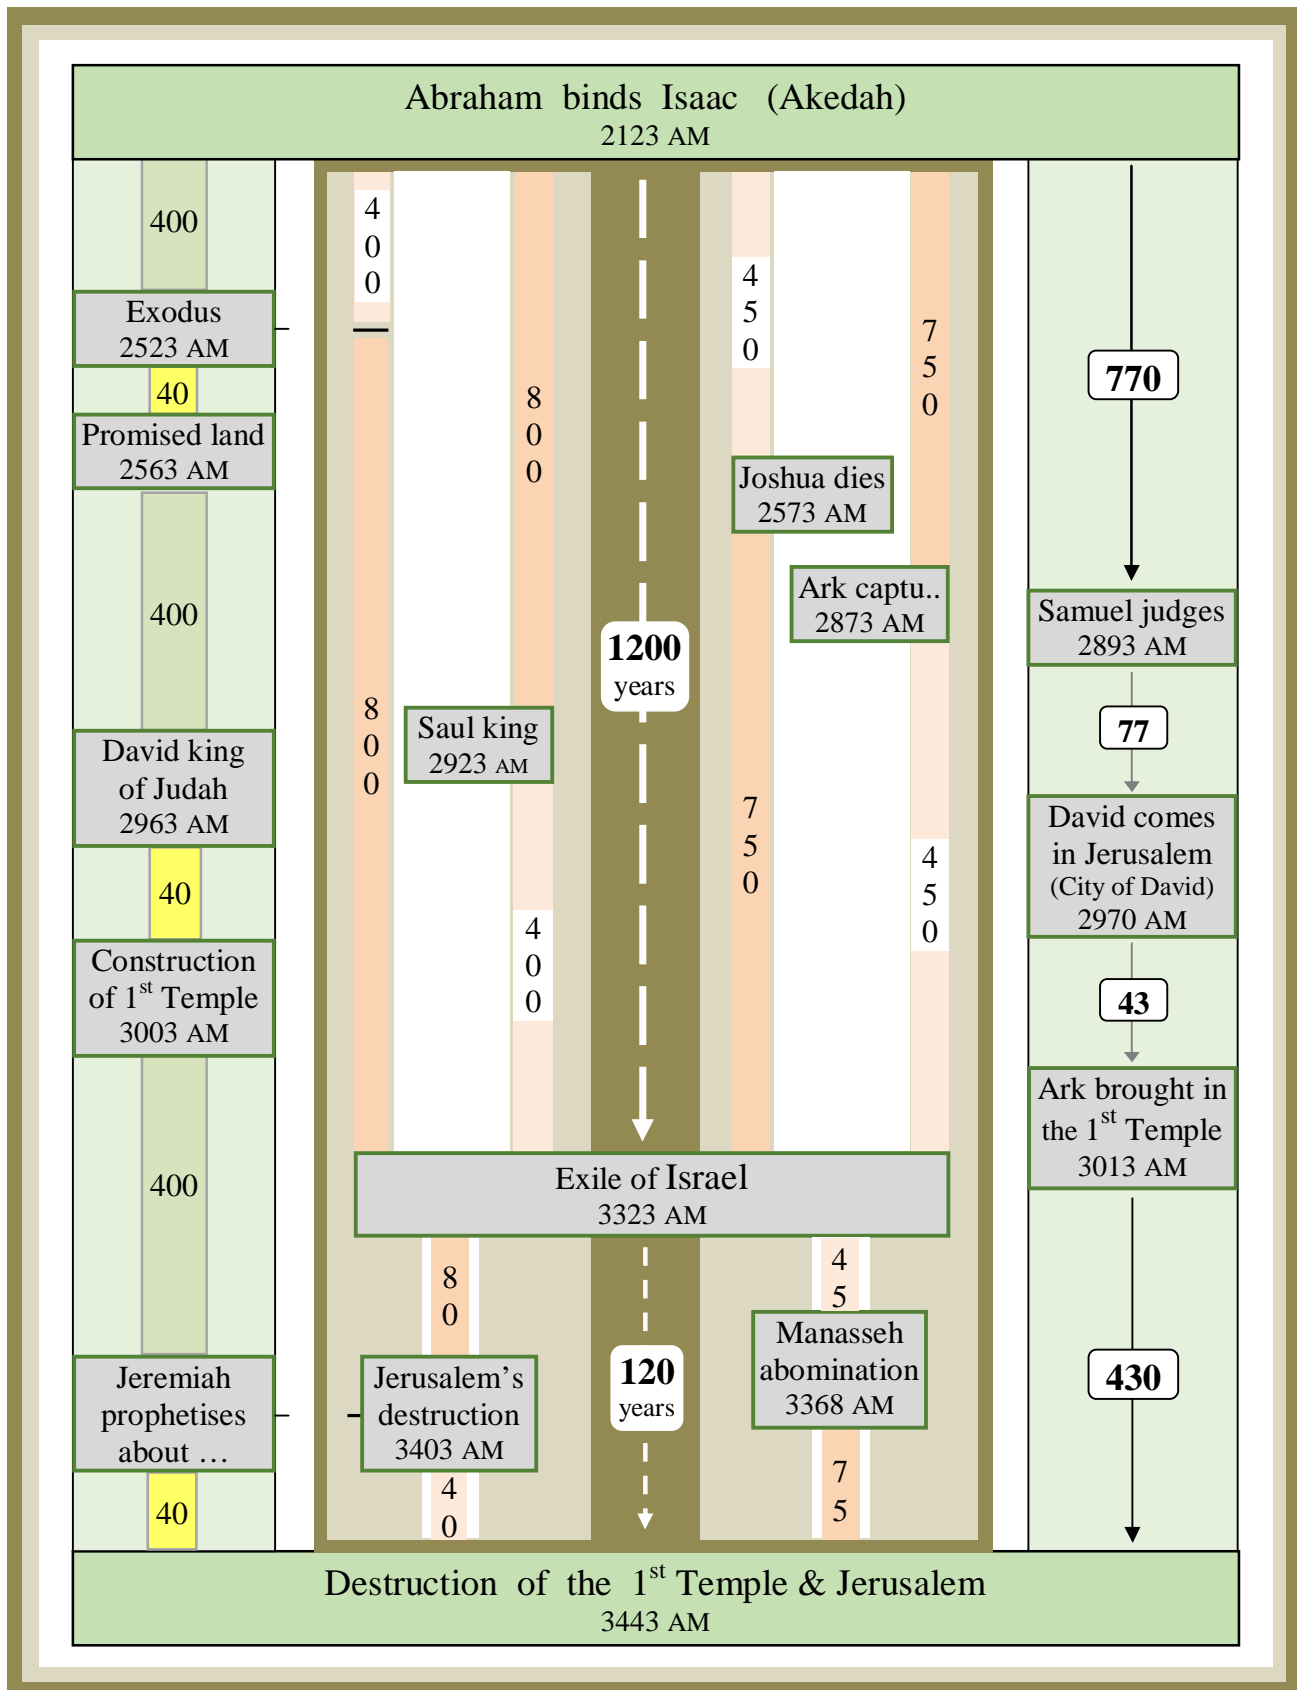 Abraham binds Isaac (Akedah)
2123 AM
400
Exodus
2523 AM
40
Promised land
2563 AM
400
David king
of Judah
2963 AM
40
Construction
of 1st Temple
3003 AM
400
Jeremiah
prophetises
about …
40
4
0
0
8
0
0
8
0
0
Saul king
2923 AM
4
0
0
1200
years
4
5
0
7
5
0
Joshua dies
2573 AM
Ark captu..
2873 AM
7
5
0
4
5
0
Exile of Israel
3323 AM
8
0
Jerusalem’s
destruction
3403 AM
4
0
120
years
4
5
Manasseh
abomination
3368 AM
7
5
770
Samuel judges
2893 AM
77
David comes
in Jerusalem
(City of David)
2970 AM
43
Ark brought in
the 1st Temple
3013 AM
430
Destruction of the 1st Temple & Jerusalem
3443 AM